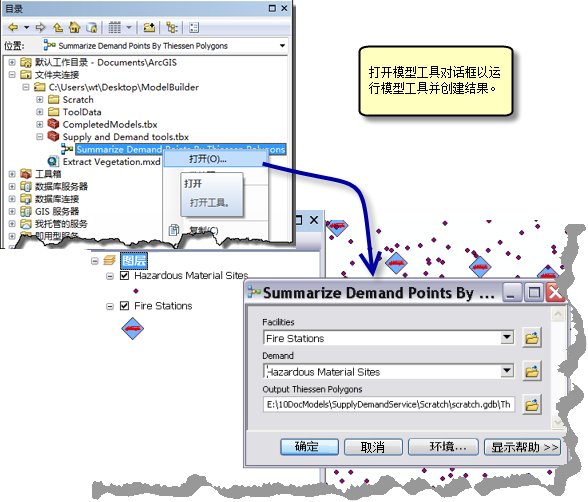 目录
位置:
Summarize Demand Points By Thiessen Polygons
默认工作目录 - Documents\ArcGIS
文件夹连接
C:\Users\wt\Desktop\ModelBuilder
Scratch
ToolData
CompletedModels.tbx
Supply and Demand tools.tbx
Summarize Demand Points By Thiessen Polygons
Extract Vegetation.mxd
工具箱
数据库服务器
数据库连接
GIS 服务器
我托管的服务
即用型服务
打开(O)...
打开
打开工具。
复制(C)
打开模型工具对话框以运
行模型工具并创建结果。
图层
Hazardous Material Sites
Fire Stations
Summarize Demand Points By ...
Facilities
Fire Stations
Demand
Hazardous Material Sites
Output Thiessen Polygons
E:\10DocModels\SupplyDemandService\Scratch\scratch.gdb\Th
确定
取消
环境...
显示帮助 >>